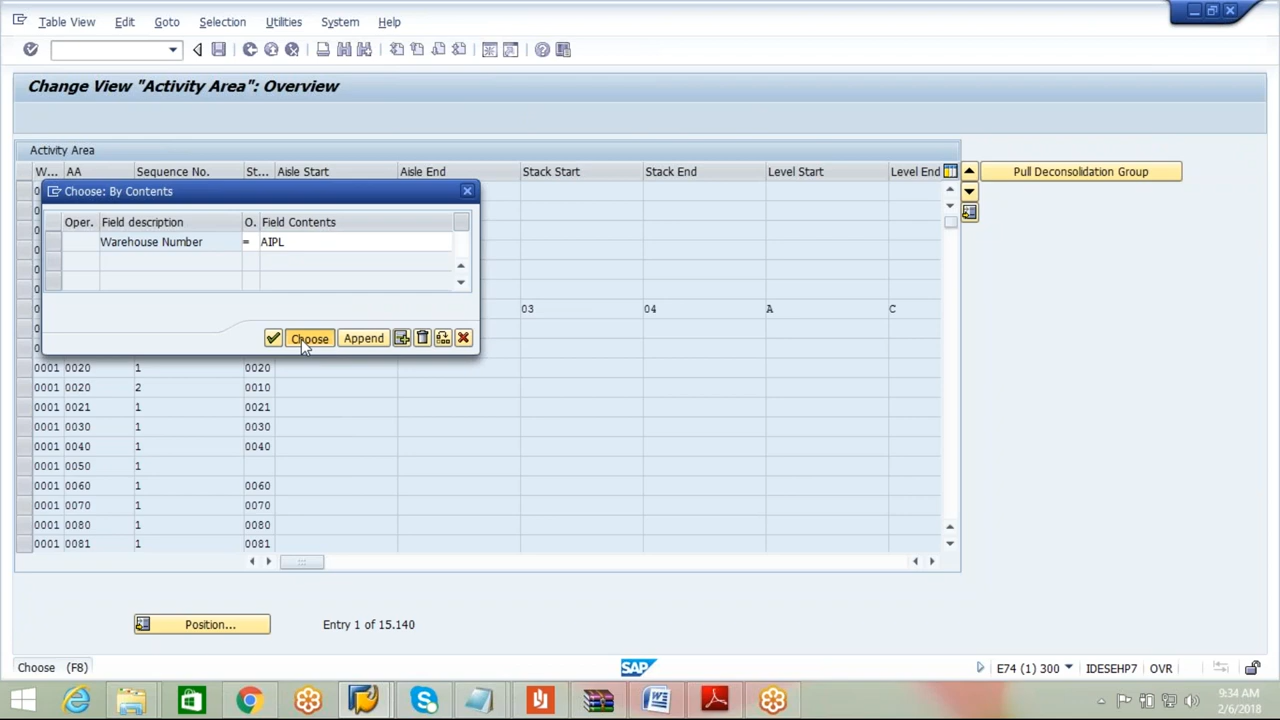 Table View Edit Goto Selection Utilities System Help
Change View "Activity Area": Overview
Activity Area
W... AA Sequence No. St... Aisle Start Aisle End Stack Start Stack End Level Start Level End
Pull Deconsolidation Group
Choose: By Contents
Oper. Field description O. Field Contents
Warehouse Number = AIPL
03 04 A C
Choose Append
0001 0020 1 0020
0001 0020 2 0010
0001 0021 1 0021
0001 0030 1 0030
0001 0040 1 0040
0001 0050 1
0001 0060 1 0060
0001 0070 1 0070
0001 0080 1 0080
0001 0081 1 0081
Position... Entry 1 of 15.140
Choose (F8) SAP E74 (1) 300 IDESEHP7 OVR
9:34 AM
2/6/2018